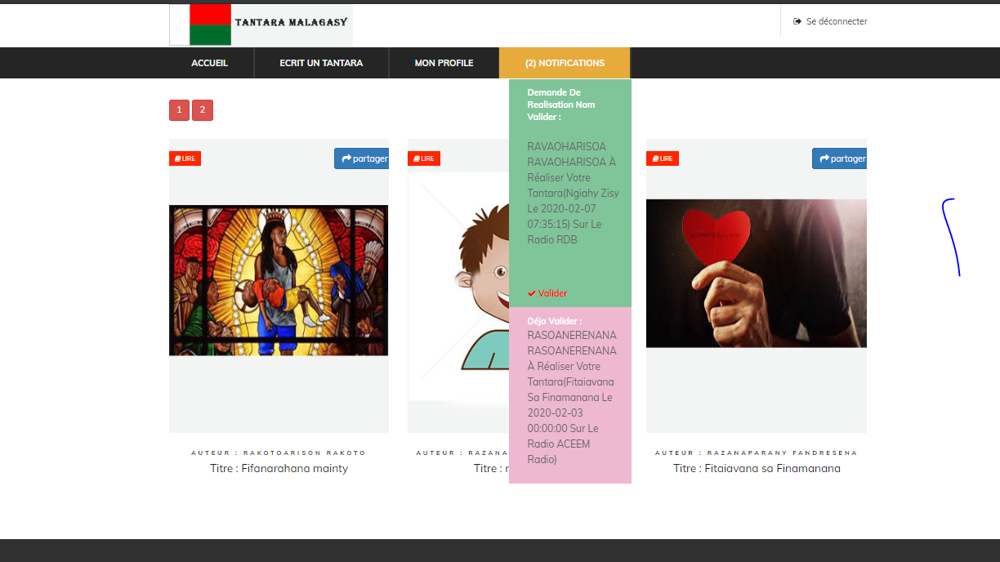 TANTARA MALAGASY
Se déconnecter
ACCUEIL
ECRIT UN TANTARA
MON PROFILE
(2) NOTIFICATIONS
1
2
LIRE
partager
LIRE
LIRE
partager
Demande De
Realisation Nom
Valider :
RAVAOHARISOA
RAVAOHARISOA À
Réaliser Votre
Tantara(Ngiahy Zisy
Le 2020-02-07
07:35:15) Sur Le
Radio RDB
Valider
Déja Valider :
RASOANERENANA
RASOANERENANA
À Réaliser Votre
Tantara(Fitaiavana
Sa Finamanana Le
2020-02-03
00:00:00 Sur Le
Radio ACEEM
Radio)
AUTEUR : RAKOTOARISON RAKOTO
Titre : Fifanarahana mainty
AUTEUR : RAZANA
Titre :
AUTEUR : RAZANAPARANY FANDRESENA
Titre : Fitaiavana sa Finamanana